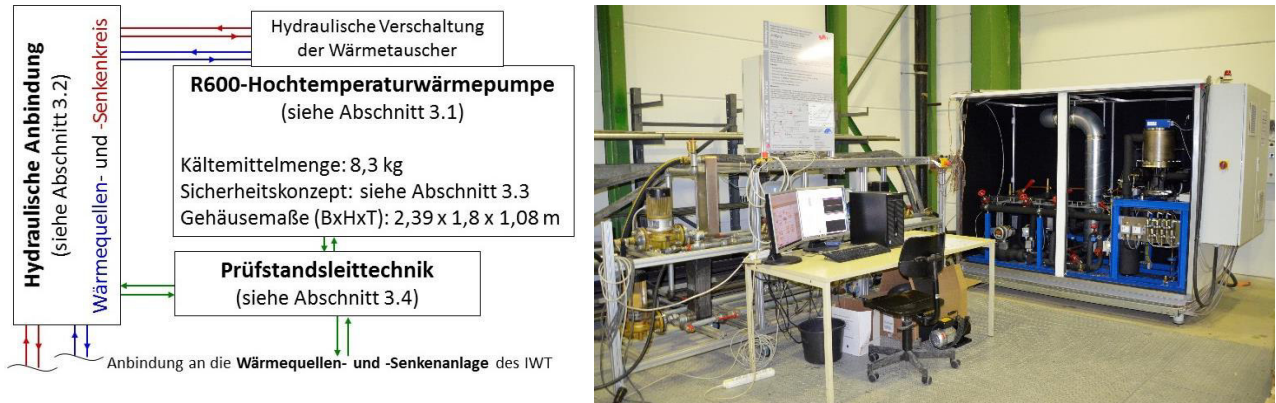 Hydraulische Anbindung
(siehe Abschnitt 3.2)
Wärmequellen- und -Senkenkreis
Hydraulische Verschaltung
der Wärmetauscher
R600-Hochtemperaturwärmepumpe
(siehe Abschnitt 3.1)
Kältemittelmenge: 8,3 kg
Sicherheitskonzept: siehe Abschnitt 3.3
Gehäusemaße (BxHxT): 2,39 x 1,8 x 1,08 m
Prüfstandsleittechnik
(siehe Abschnitt 3.4)
Anbindung an die Wärmequellen- und -Senkenanlage des IWT